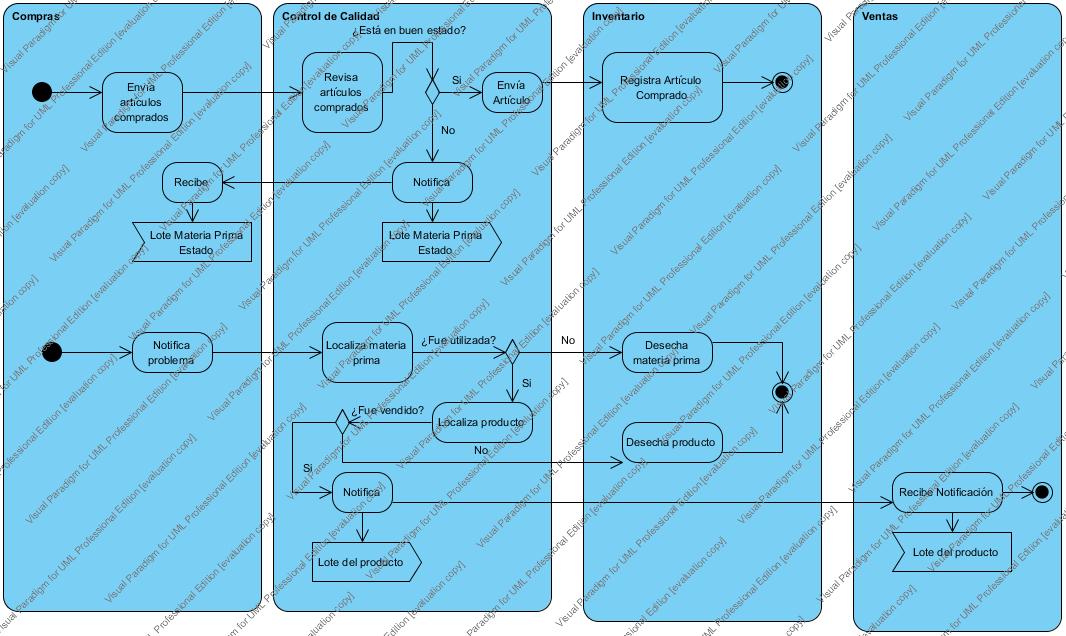 Compras
Control de Calidad
Inventario
Ventas
¿Está en buen estado?
Envía
artículos
comprados
Revisa
artículos
comprados
Si
Envía
Artículo
Registra Artículo
Comprado
No
Recibe
Notifica
Lote Materia Prima
Estado
Lote Materia Prima
Estado
Notifica
problema
Localiza materia
prima
¿Fue utilizada?
No
Desecha
materia prima
Si
¿Fue vendido?
Localiza producto
No
Desecha producto
Si
Notifica
Recibe Notificación
Lote del producto
Lote del producto
Visual Paradigm for UML Professional Edition [evaluation copy]